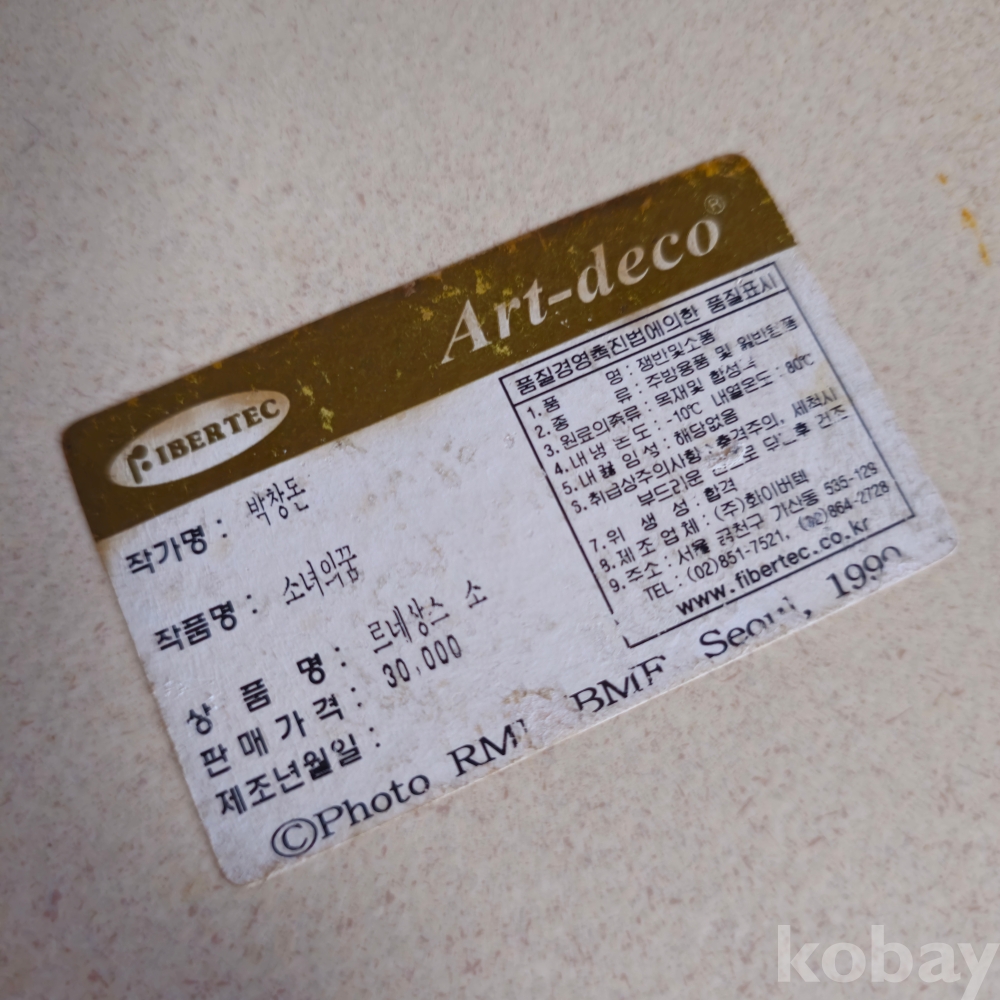 Art-deco®
FIBERTEC
작가명 : 박창돈
작품명 : 소녀의꿈
상 품 명 : 르네상스 소
판매가격 : 30,000
제조년월일 :
©Photo RM BMF Seoul, 1999
품질경영촉진법에의한 품질표시
1. 품 명 : 쟁반및소품
2. 종 류 : 주방용품 및 일반용품
3. 원료의종류 : 목재및 합성
4. 내냉 온도 : -10℃ 내열온도 : 80℃
5. 내 임성 : 해당없음
6. 취급상주의사항 : 충격주의, 세척시
부드러운 으로 후 건조
7. 위 생 성 : 합격
8. 제조 업체 : (주)화이버텍
9. 주소 : 서울 금천구 가산동 535-129
TEL : (02)851-7521, (02)864-2728
www.fibertec.co.kr
kobay